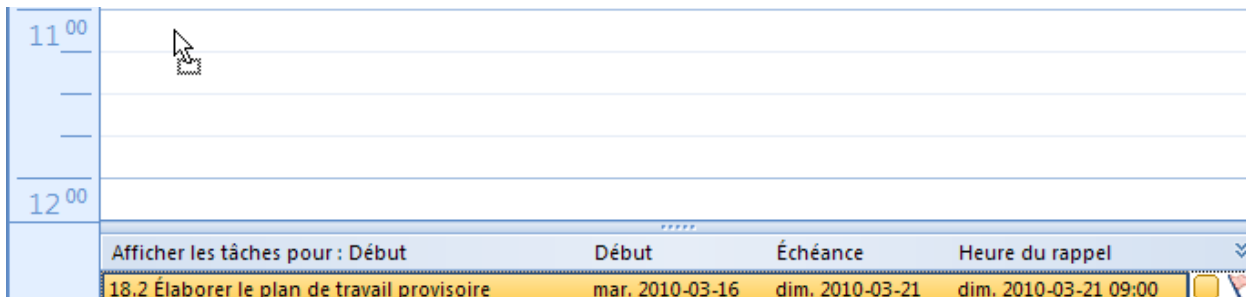 11 00
12 00
Afficher les tâches pour : Début Début Échéance Heure du rappel
18.2 Élaborer le plan de travail provisoire mar. 2010-03-16 dim. 2010-03-21 dim. 2010-03-21 09:00